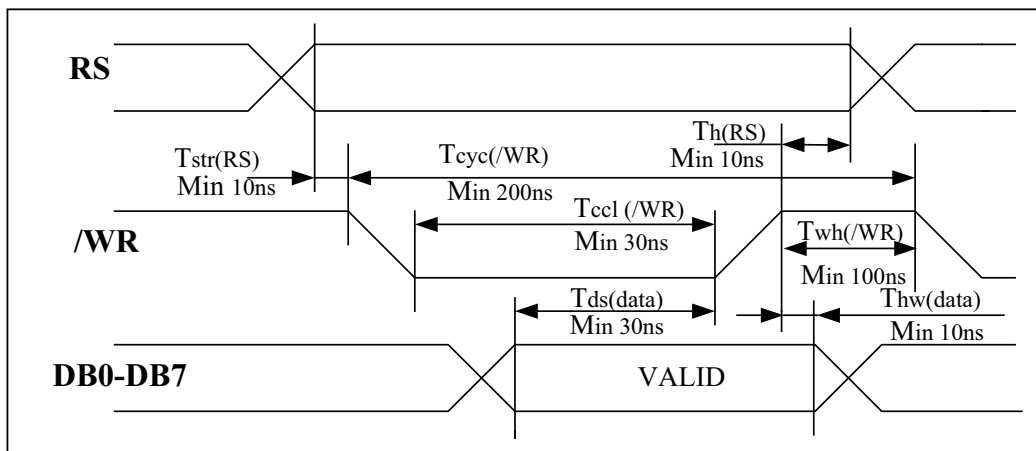 RS
Th(RS)
Min 10ns
Tstr(RS)
Min 10ns
Tcyc(/WR)
Min 200ns
/WR
Tccl (/WR)
Min 30ns
Twh(/WR)
Min 100ns
Tds(data)
Min 30ns
Thw(data)
Min 10ns
DB0-DB7
VALID